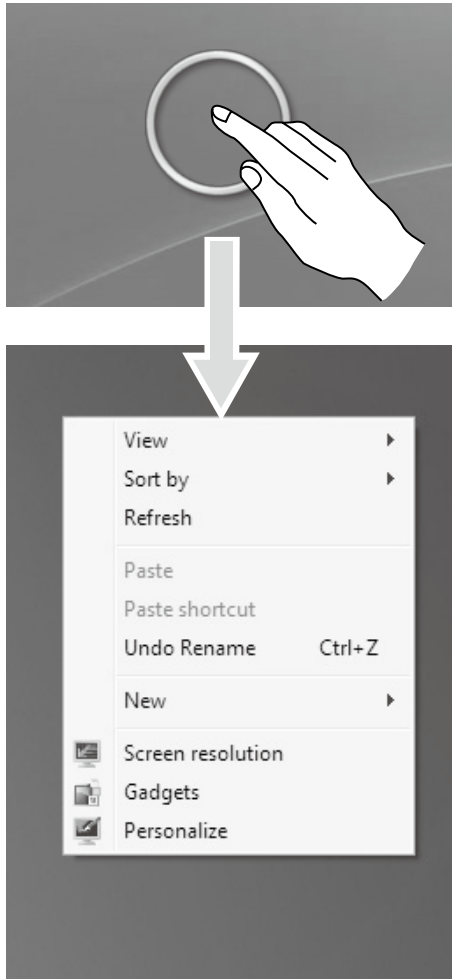 View
Sort by
Refresh
Paste
Paste shortcut
Undo Rename Ctrl+Z
New
Screen resolution
Gadgets
Personalize